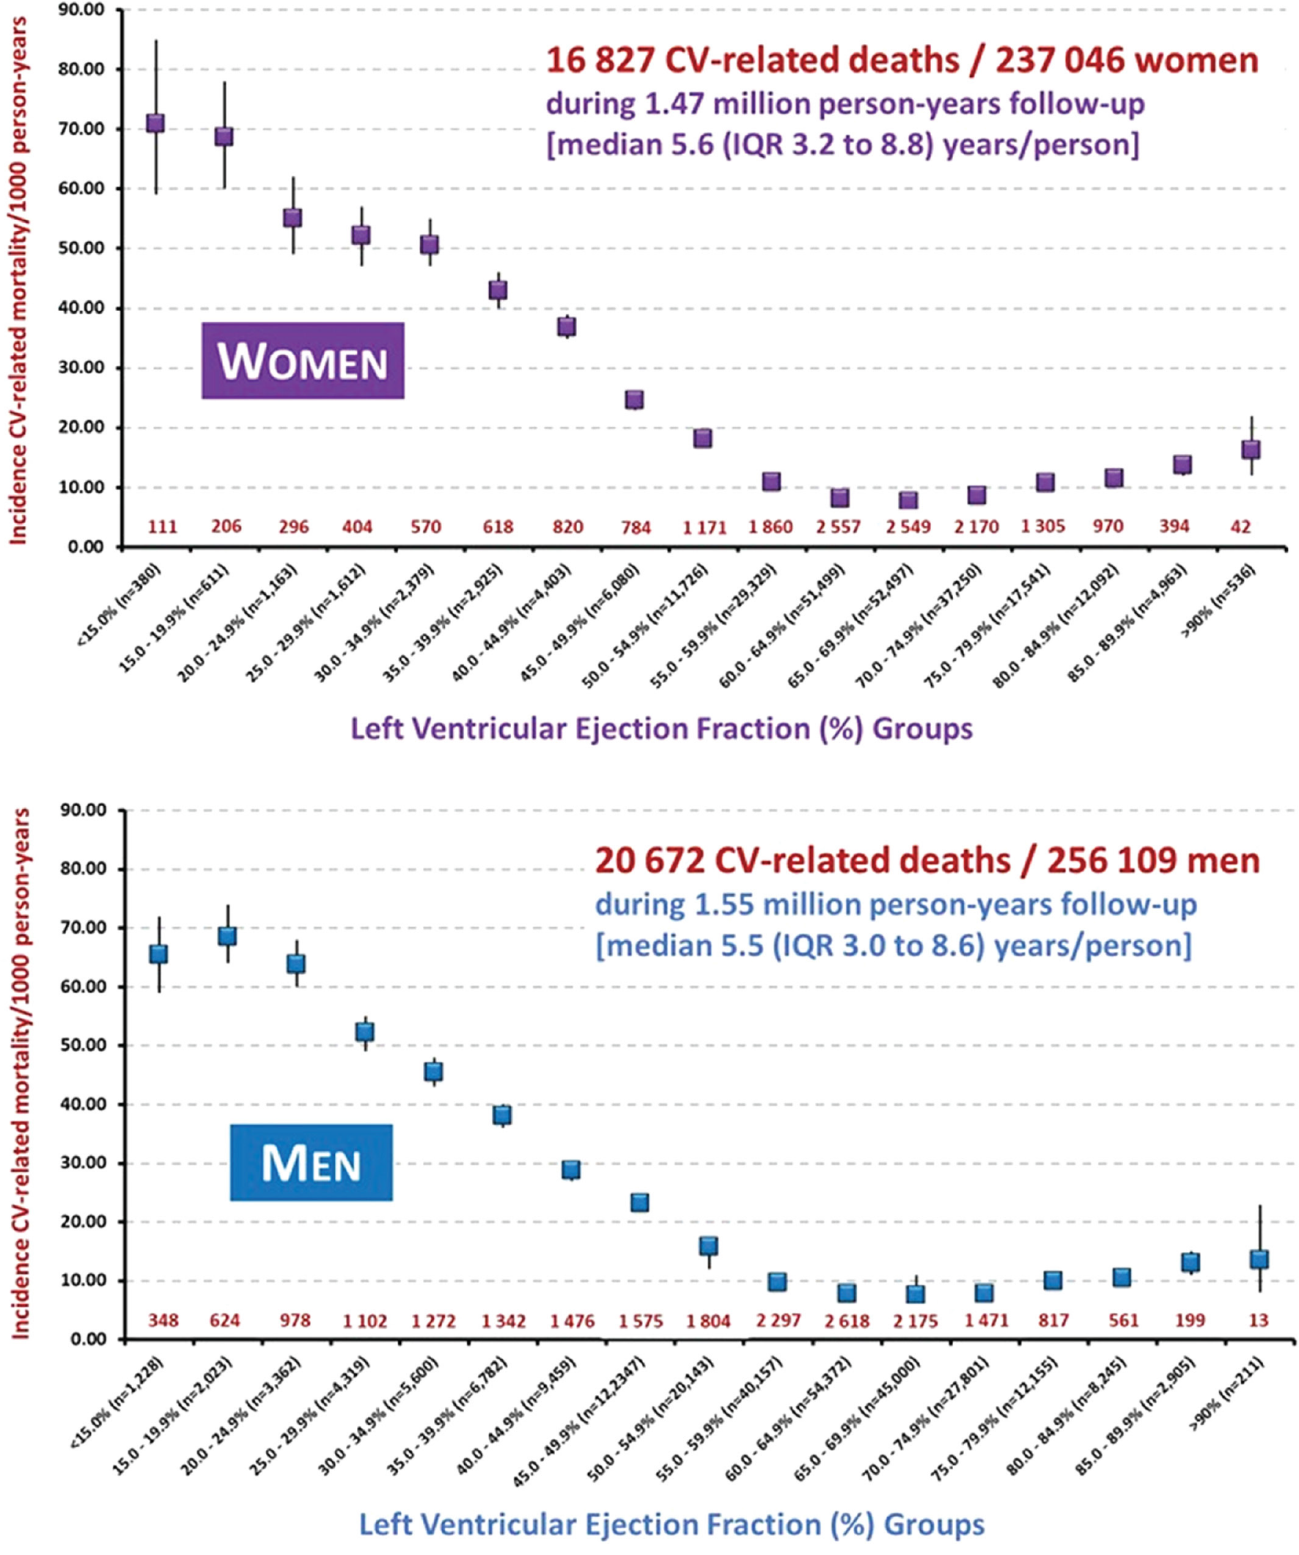 Incidence CV-related mortality/1000 person-years
90.00
80.00
70.00
60.00
50.00
40.00
30.00
20.00
10.00
0.00
16 827 CV-related deaths / 237 046 women
during 1.47 million person-years follow-up
[median 5.6 (IQR 3.2 to 8.8) years/person]
WOMEN
111 206 296 404 570 618 820 784 1 171 1 860 2 557 2 549 2 170 1 305 970 394 42
<15.0% (n=380)
15.0 - 19.9% (n=611)
20.0 - 24.9% (n=1,163)
25.0 - 29.9% (n=1,612)
30.0 - 34.9% (n=2,379)
35.0 - 39.9% (n=2,925)
40.0 - 44.9% (n=4,403)
45.0 - 49.9% (n=6,080)
50.0 - 54.9% (n=11,726)
55.0 - 59.9% (n=29,329)
60.0 - 64.9% (n=51,499)
65.0 - 69.9% (n=52,497)
70.0 - 74.9% (n=37,250)
75.0 - 79.9% (n=17,541)
80.0 - 84.9% (n=12,092)
85.0 - 89.9% (n=4,963)
>90% (n=536)
Left Ventricular Ejection Fraction (%) Groups
Incidence CV-related mortality/1000 person-years
90.00
80.00
70.00
60.00
50.00
40.00
30.00
20.00
10.00
0.00
20 672 CV-related deaths / 256 109 men
during 1.55 million person-years follow-up
[median 5.5 (IQR 3.0 to 8.6) years/person]
MEN
348 624 978 1 102 1 272 1 342 1 476 1 575 1 804 2 297 2 618 2 175 1 471 817 561 199 13
<15.0% (n=1,228)
15.0 - 19.9% (n=2,023)
20.0 - 24.9% (n=3,362)
25.0 - 29.9% (n=4,319)
30.0 - 34.9% (n=5,600)
35.0 - 39.9% (n=6,782)
40.0 - 44.9% (n=9,459)
45.0 - 49.9% (n=12,2347)
50.0 - 54.9% (n=20,143)
55.0 - 59.9% (n=40,157)
60.0 - 64.9% (n=54,372)
65.0 - 69.9% (n=45,000)
70.0 - 74.9% (n=27,801)
75.0 - 79.9% (n=12,155)
80.0 - 84.9% (n=8,245)
85.0 - 89.9% (n=2,905)
>90% (n=211)
Left Ventricular Ejection Fraction (%) Groups